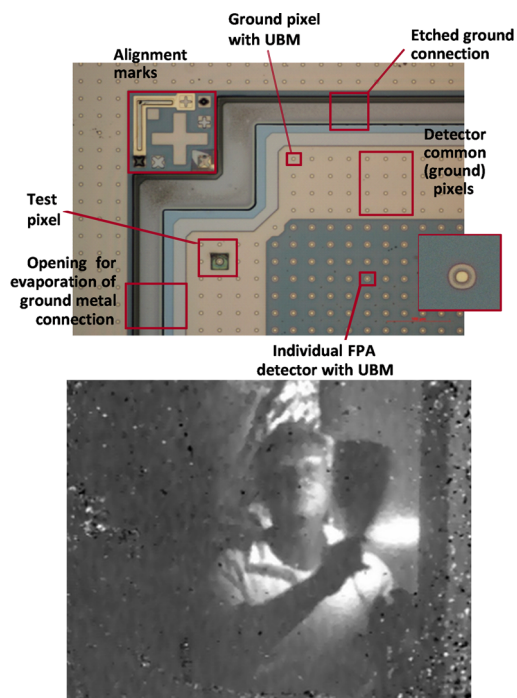 Ground pixel
with UBM
Etched ground
connection
Alignment
marks
Detector
common
(ground)
pixels
Test
pixel
Opening for
evaporation of
ground metal
connection
Individual FPA
detector with UBM